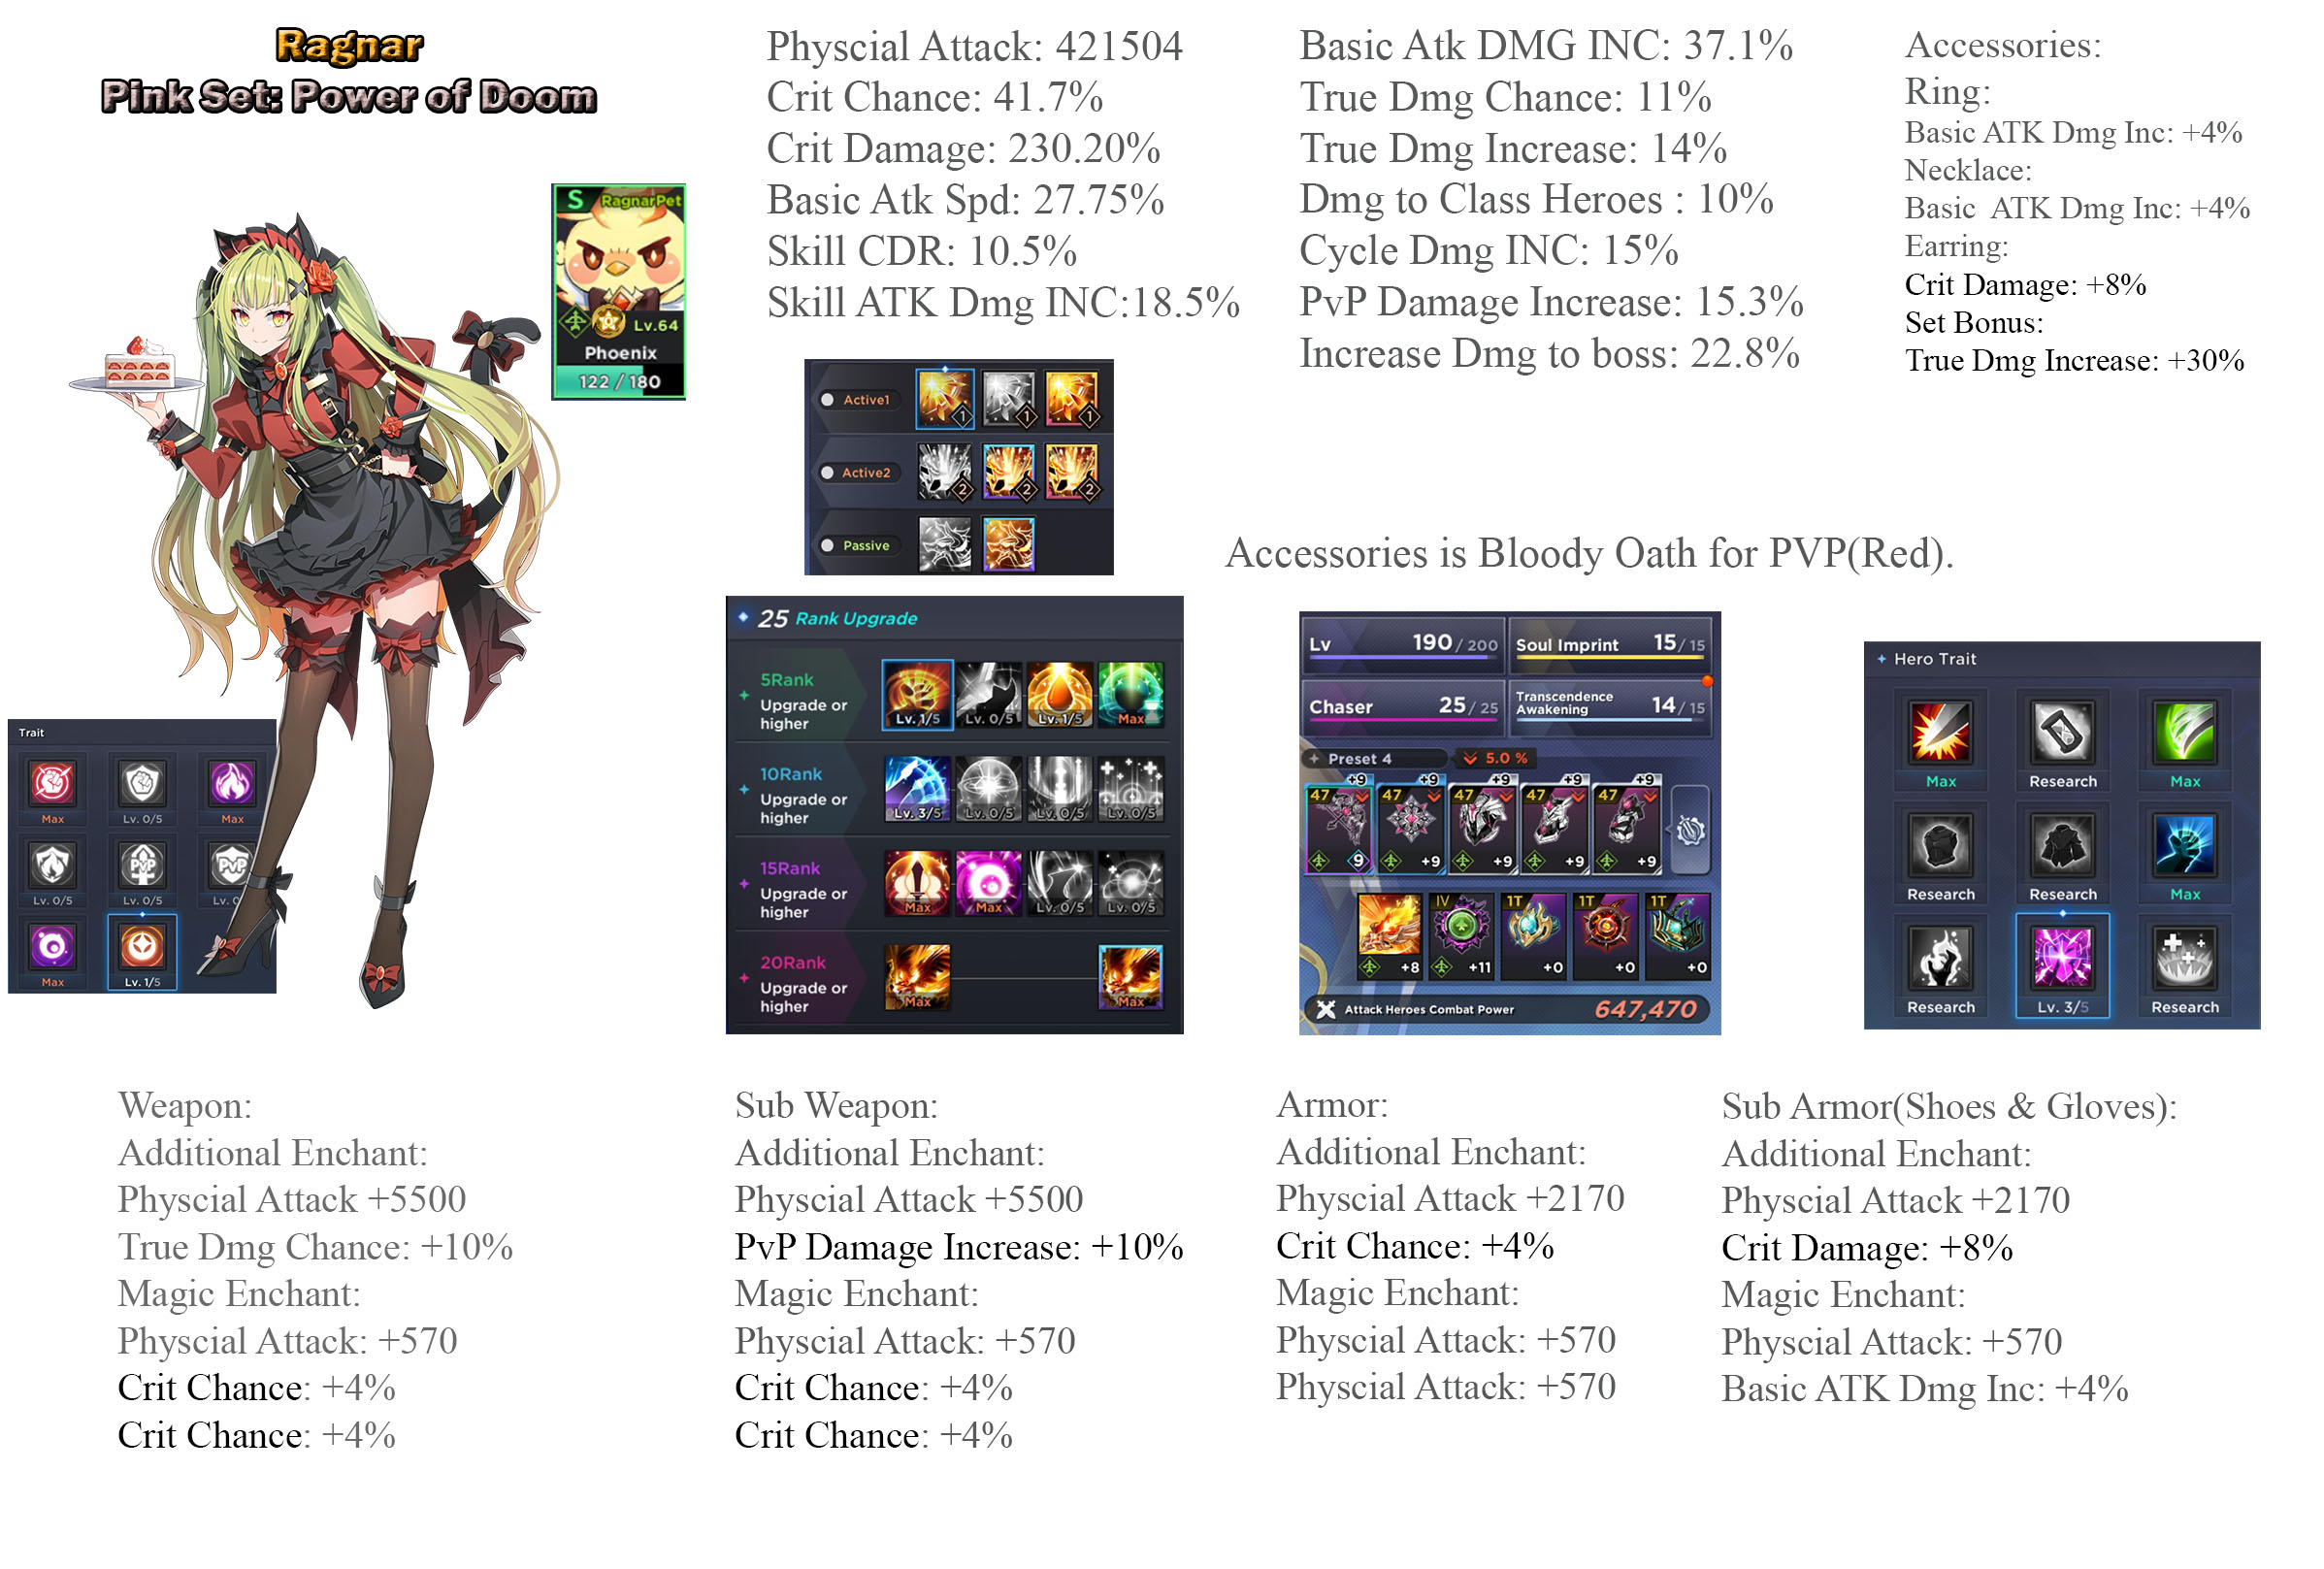 Ragnar
Pink Set: Power of Doom
S RagnarPet
Lv.64
Phoenix
122 / 180
Physcial Attack: 421504
Crit Chance: 41.7%
Crit Damage: 230.20%
Basic Atk Spd: 27.75%
Skill CDR: 10.5%
Skill ATK Dmg INC:18.5%
Basic Atk DMG INC: 37.1%
True Dmg Chance: 11%
True Dmg Increase: 14%
Dmg to Class Heroes : 10%
Cycle Dmg INC: 15%
PvP Damage Increase: 15.3%
Increase Dmg to boss: 22.8%
Accessories:
Ring:
Basic ATK Dmg Inc: +4%
Necklace:
Basic ATK Dmg Inc: +4%
Earring:
Crit Damage: +8%
Set Bonus:
True Dmg Increase: +30%
Active1 1 1 1
Active2 2 2 2
Passive
Accessories is Bloody Oath for PVP(Red).
Trait
Max Lv. 0/5 Max
PVP PVP
Lv. 0/5 Lv. 0/5 Lv. 0
Max Lv. 1/5
25 Rank Upgrade
5Rank
Upgrade or
higher
Lv. 1/5 Lv. 0/5 Lv. 1/5 Max
10Rank
Upgrade or
higher
Lv. 3/5 Lv. 0/5 Lv. 0/5 Lv. 0/5
15Rank
Upgrade or
higher
Max Max Lv. 0/5 Lv. 0/5
20Rank
Upgrade or
higher
Max Max
Lv 190 / 200 Soul Imprint 15 / 15
Chaser 25 / 25 Transcendence
Awakening 14 / 15
Preset 4 5.0 %
+9 +9 +9 +9 +9
47 47 47 47 47
9 +9 +9 +9 +9
IV 1T 1T 1T
+8 +11 +0 +0 +0
Attack Heroes Combat Power 647,470
Hero Trait
Max Research Max
Research Research Max
Research Lv. 3/5 Research
Weapon:
Additional Enchant:
Physcial Attack +5500
True Dmg Chance: +10%
Magic Enchant:
Physcial Attack: +570
Crit Chance: +4%
Crit Chance: +4%
Sub Weapon:
Additional Enchant:
Physcial Attack +5500
PvP Damage Increase: +10%
Magic Enchant:
Physcial Attack: +570
Crit Chance: +4%
Crit Chance: +4%
Armor:
Additional Enchant:
Physcial Attack +2170
Crit Chance: +4%
Magic Enchant:
Physcial Attack: +570
Physcial Attack: +570
Sub Armor(Shoes & Gloves):
Additional Enchant:
Physcial Attack +2170
Crit Damage: +8%
Magic Enchant:
Physcial Attack: +570
Basic ATK Dmg Inc: +4%